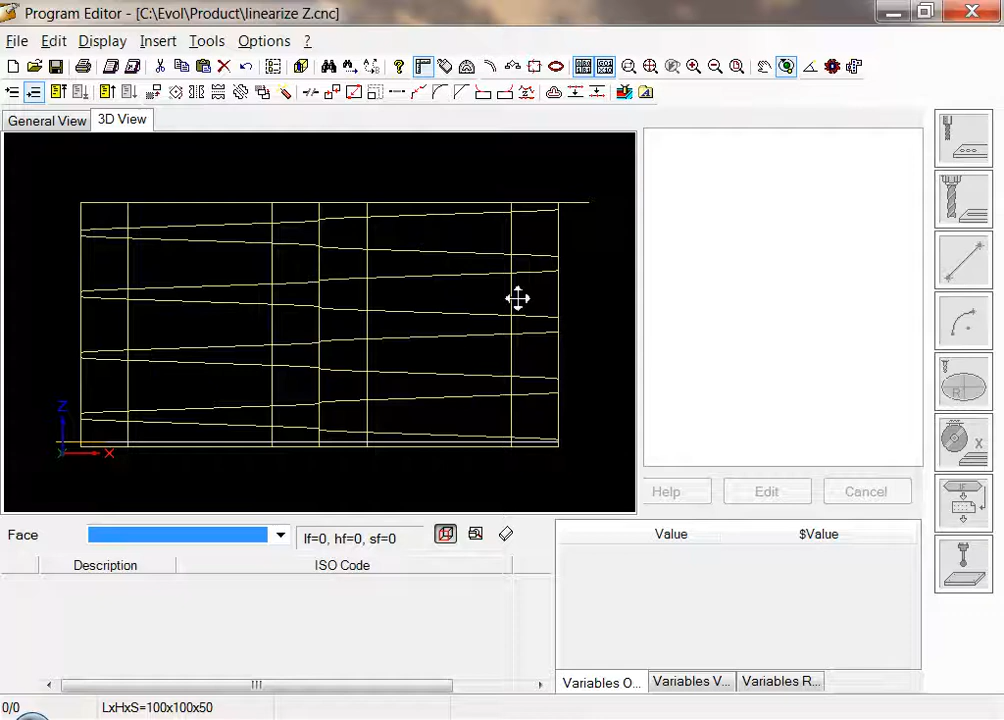 Program Editor - [C:\Evol\Product\linearize Z.cnc]
File Edit Display Insert Tools Options ?
General View 3D View
Z
X
R
X
IF
Help Edit Cancel
Face lf=0, hf=0, sf=0
Value $Value
Description ISO Code
Variables O... Variables V... Variables R...
0/0 LxHxS=100x100x50